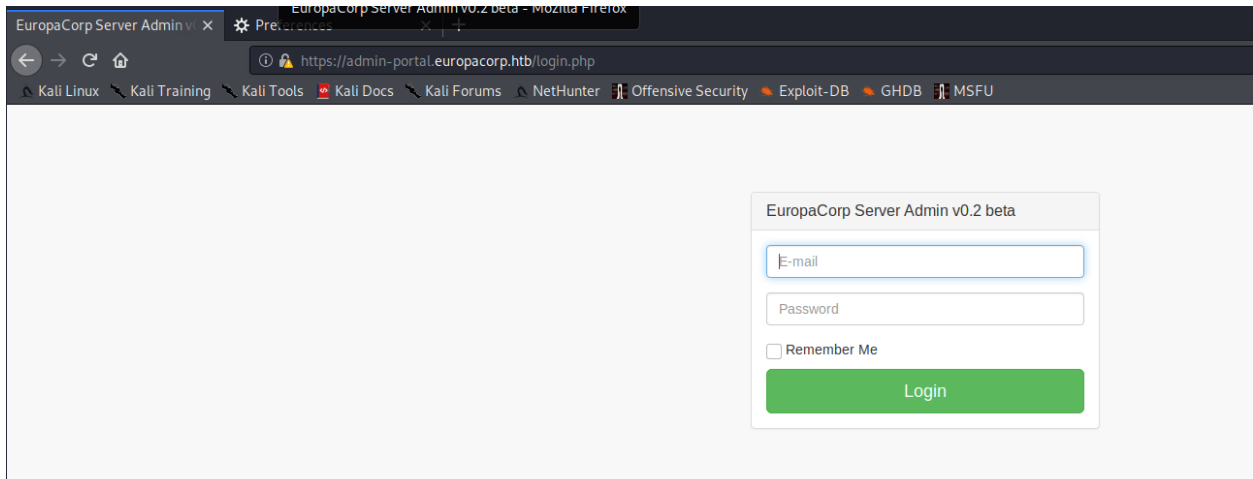 EuropaCorp Server Admin v0.2 beta - Mozilla Firefox
EuropaCorp Server Admin v Preferences
https://admin-portal.europacorp.htb/login.php
Kali Linux Kali Training Kali Tools Kali Docs Kali Forums NetHunter Offensive Security Exploit-DB GHDB MSFU
EuropaCorp Server Admin v0.2 beta
E-mail
Password
Remember Me
Login